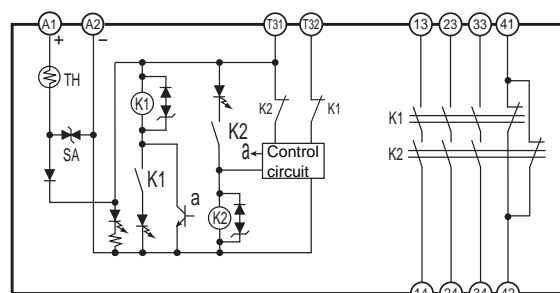 A1 A2 T31 T32 13 23 33 41
+ −
TH
K1
K2 K1
K2
K1
SA
a
Control
circuit
K2
K1
a
K2
14 24 34 42